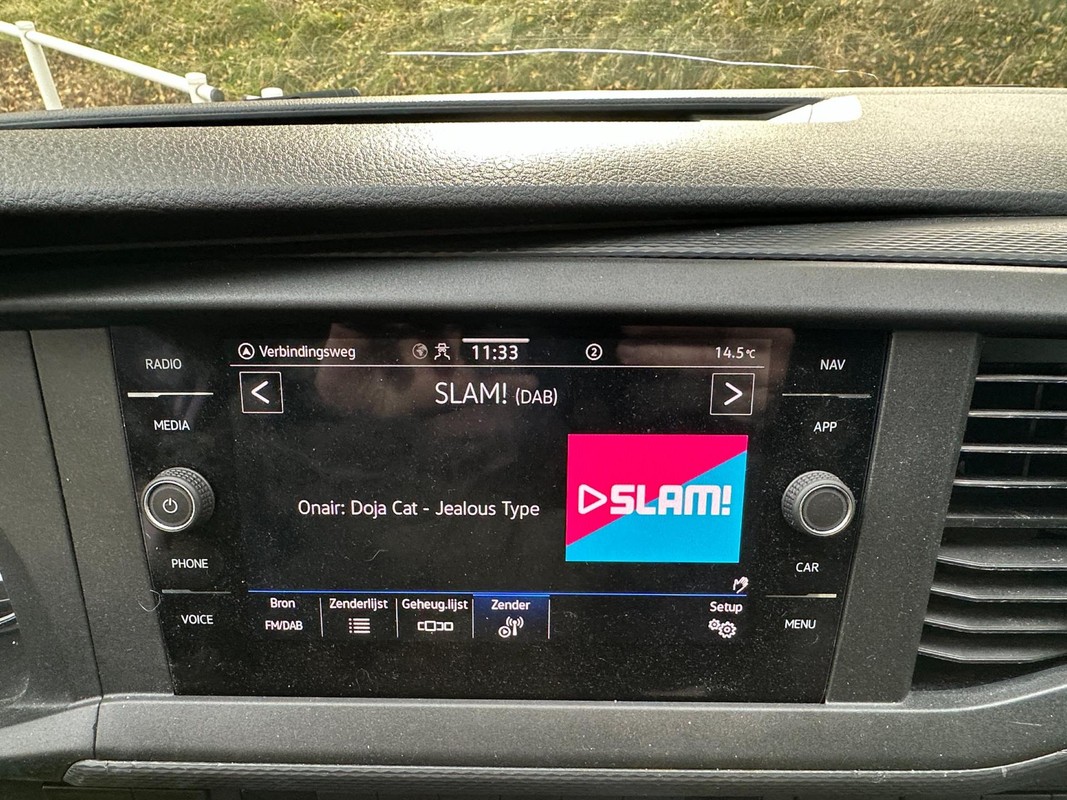 RADIO
MEDIA
PHONE
VOICE
Verbindingsweg
11:33
2
14.5°C
SLAM! (DAB)
Onair: Doja Cat - Jealous Type
SLAM!
Bron
FM/DAB
Zenderlijst
Geheug.lijst
Zender
Setup
NAV
APP
CAR
MENU